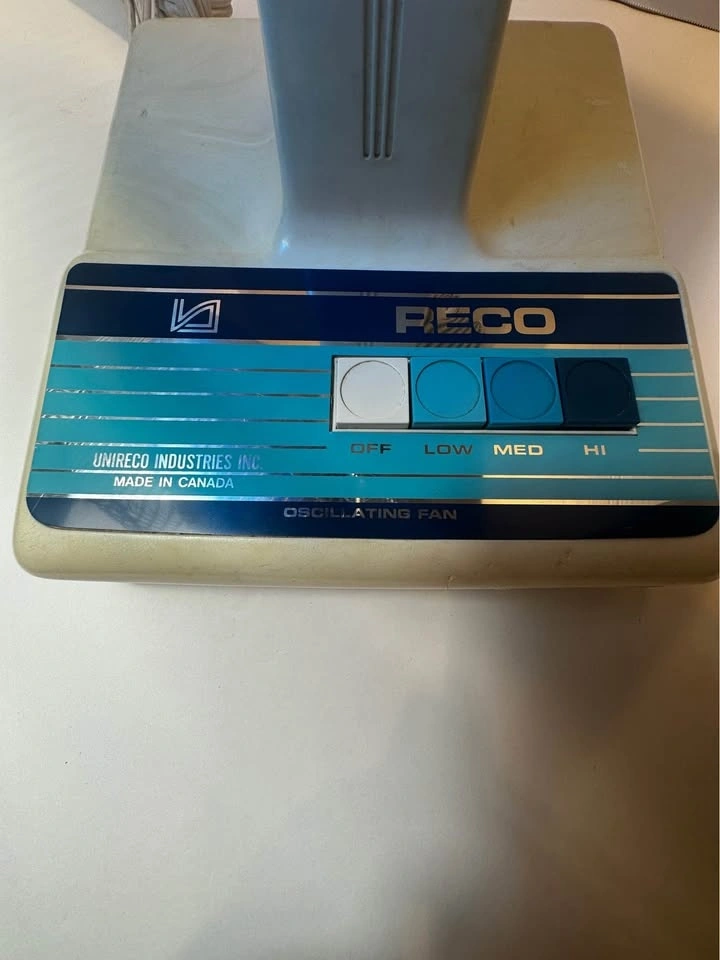 RECO
OFF LOW MED HI
UNIRECO INDUSTRIES INC.
MADE IN CANADA
OSCILLATING FAN